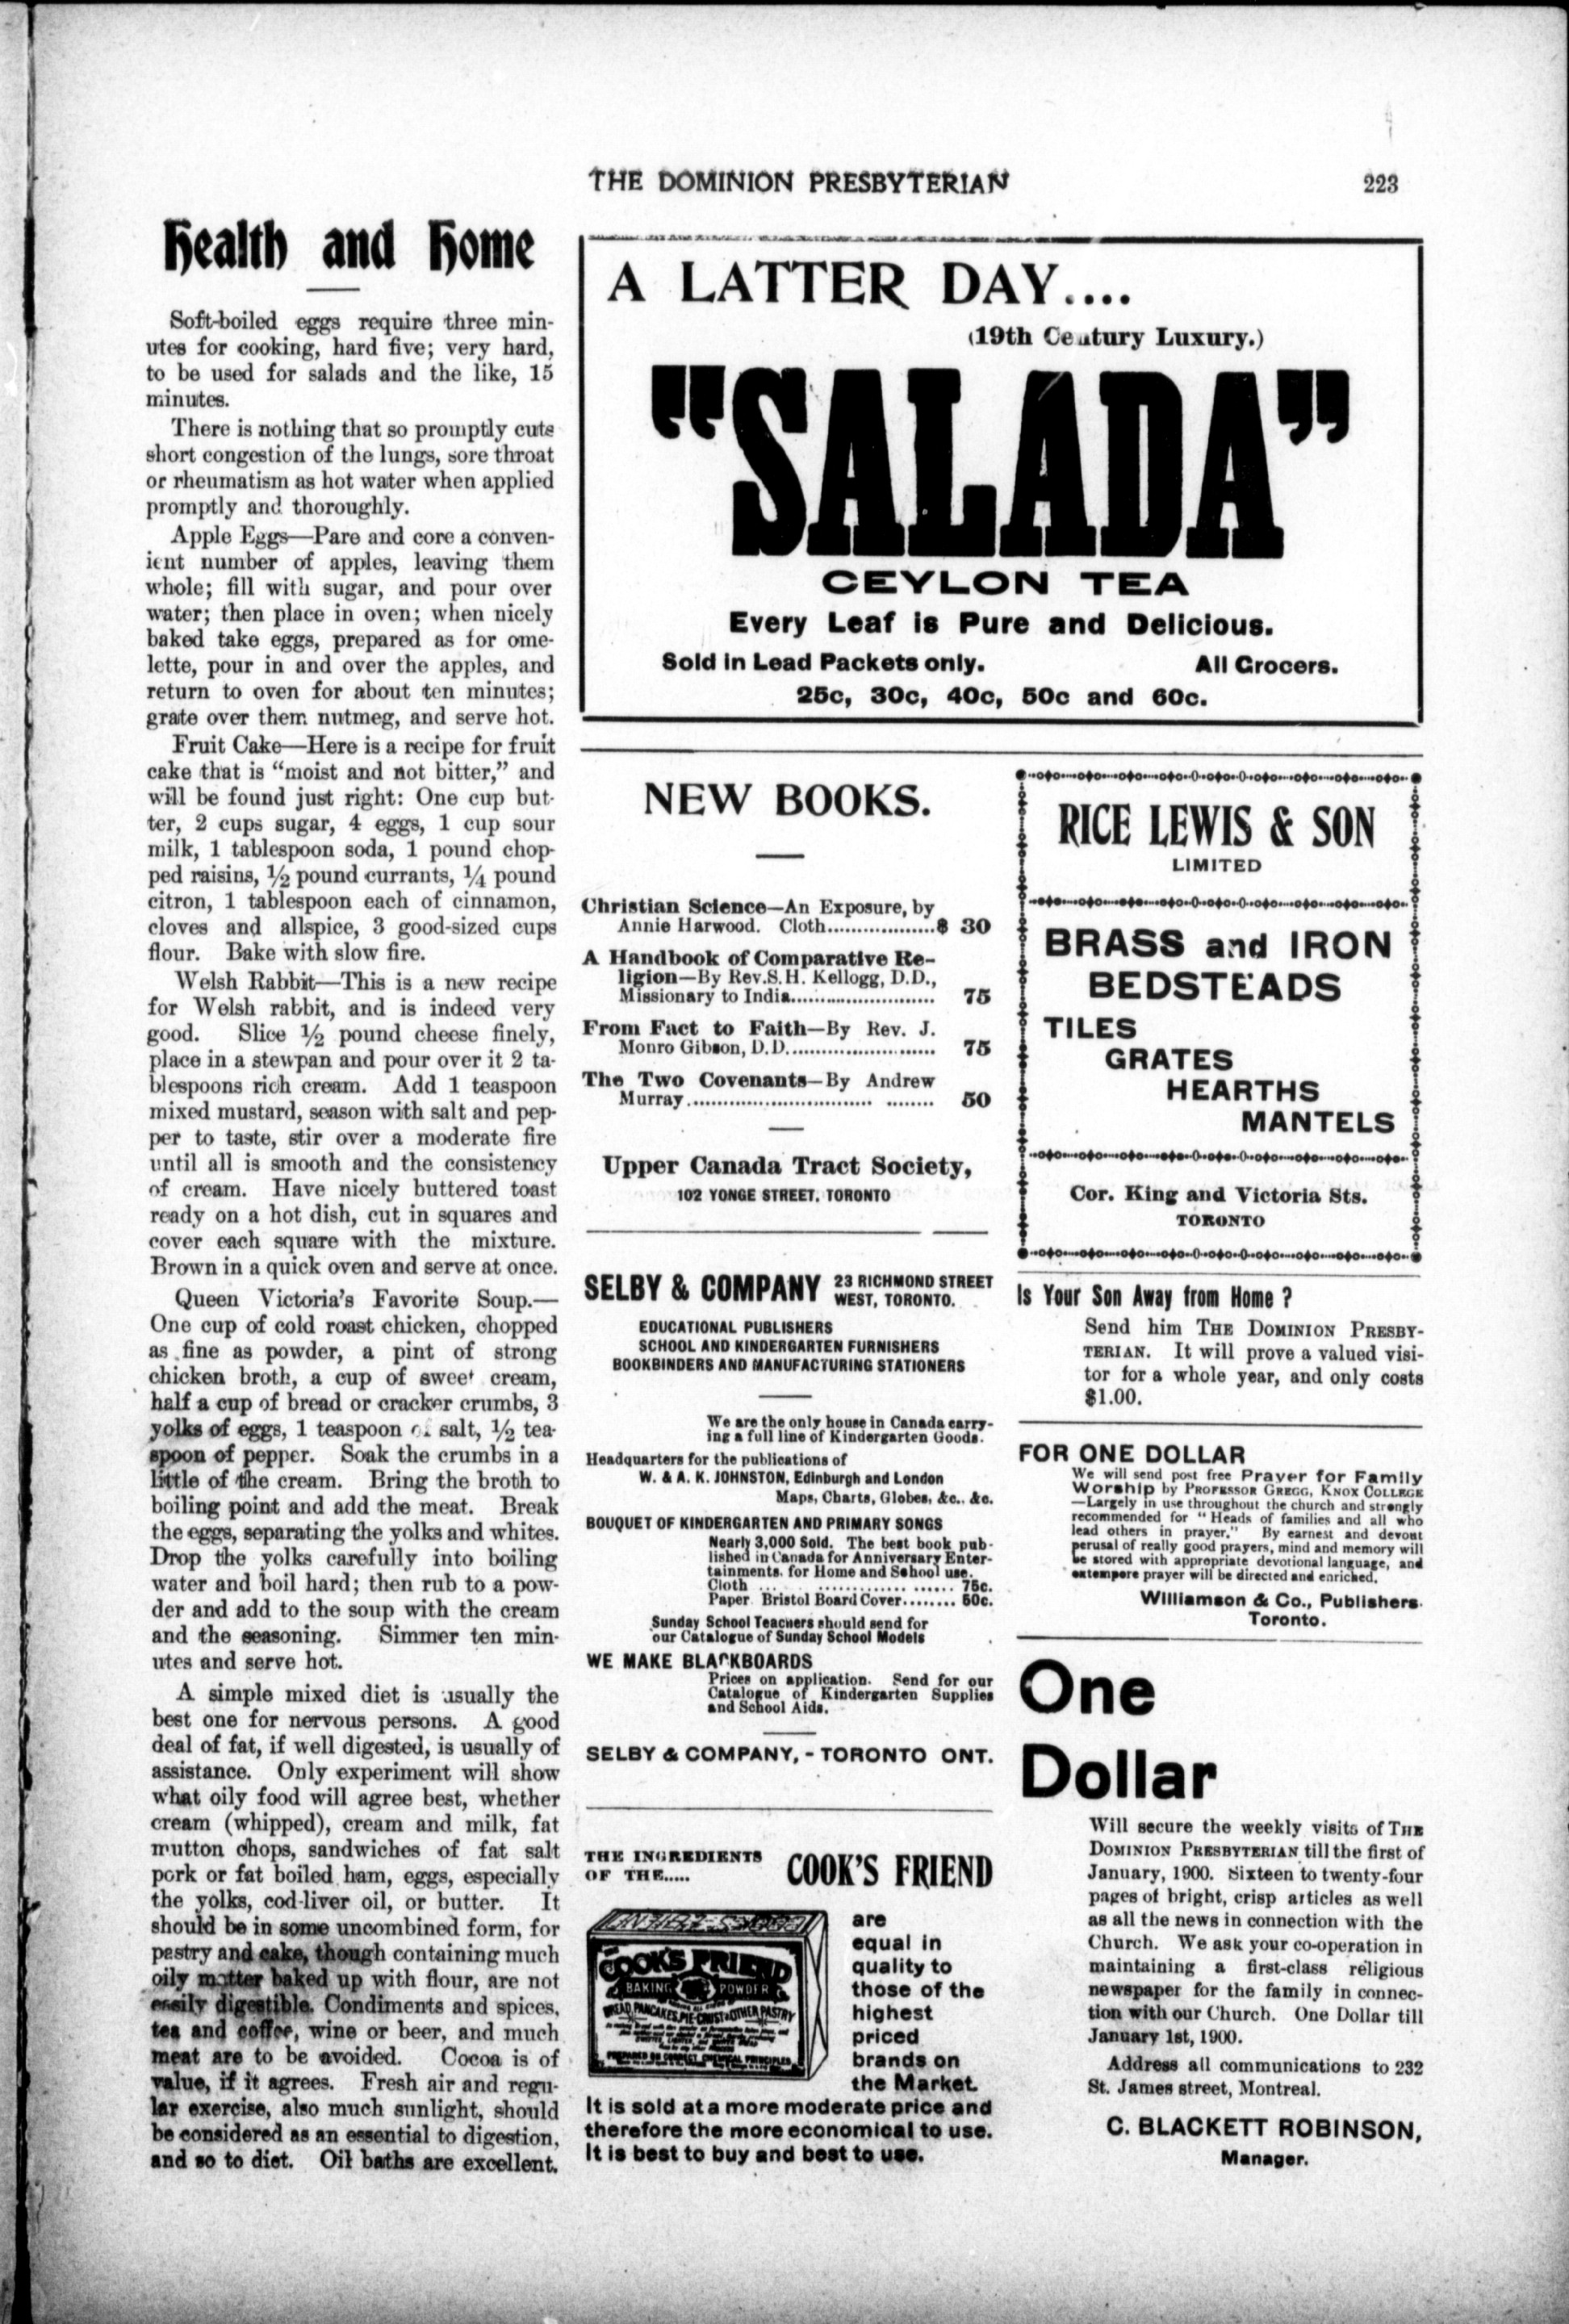 THE DOMINION PRESBYTERIAN
223
Health and Home
Soft-boiled eggs require three min-
utes for cooking, hard five; very hard,
to be used for salads and the like, 15
minutes.
There is nothing that so promptly cuts
short congestion of the lungs, sore throat
or rheumatism as hot water when applied
promptly and thoroughly.
Apple Eggs—Pare and core a conven-
ient number of apples, leaving them
whole; fill with sugar, and pour over
water; then place in oven; when nicely
baked take eggs, prepared as for ome-
lette, pour in and over the apples, and
return to oven for about ten minutes;
grate over them nutmeg, and serve hot.
Fruit Cake—Here is a recipe for fruit
cake that is “moist and not bitter,” and
will be found just right: One cup but-
ter, 2 cups sugar, 4 eggs, 1 cup sour
milk, 1 tablespoon soda, 1 pound chop-
ped raisins, ½ pound currants, ¼ pound
citron, 1 tablespoon each of cinnamon,
cloves and allspice, 3 good-sized cups
flour. Bake with slow fire.
Welsh Rabbit—This is a new recipe
for Welsh rabbit, and is indeed very
good. Slice ½ pound cheese finely,
place in a stewpan and pour over it 2 ta-
blespoons rich cream. Add 1 teaspoon
mixed mustard, season with salt and pep-
per to taste, stir over a moderate fire
until all is smooth and the consistency
of cream. Have nicely buttered toast
ready on a hot dish, cut in squares and
cover each square with the mixture.
Brown in a quick oven and serve at once.
Queen Victoria's Favorite Soup.—
One cup of cold roast chicken, chopped
as fine as powder, a pint of strong
chicken broth, a cup of sweet cream,
half a cup of bread or cracker crumbs, 3
yolks of eggs, 1 teaspoon of salt, ½ tea-
spoon of pepper. Soak the crumbs in a
little of the cream. Bring the broth to
boiling point and add the meat. Break
the eggs, separating the yolks and whites.
Drop the yolks carefully into boiling
water and boil hard; then rub to a pow-
der and add to the soup with the cream
and the seasoning. Simmer ten min-
utes and serve hot.
A simple mixed diet is usually the
best one for nervous persons. A good
deal of fat, if well digested, is usually of
assistance. Only experiment will show
what oily food will agree best, whether
cream (whipped), cream and milk, fat
mutton chops, sandwiches of fat salt
pork or fat boiled ham, eggs, especially
the yolks, cod-liver oil, or butter. It
should be in some uncombined form, for
pastry and cake, though containing much
oily matter baked up with flour, are not
easily digestible. Condiments and spices,
tea and coffee, wine or beer, and much
meat are to be avoided. Cocoa is of
value, if it agrees. Fresh air and regu-
lar exercise, also much sunlight, should
be considered as an essential to digestion,
and so to diet. Oil baths are excellent.
A LATTER DAY....
(19th Century Luxury.)
"SALADA"
CEYLON TEA
Every Leaf is Pure and Delicious.
Sold in Lead Packets only. All Grocers.
25c, 30c, 40c, 50c and 60c.
NEW BOOKS.
Christian Science—An Exposure, by
Annie Harwood. Cloth..................$ 30
A Handbook of Comparative Re-
ligion—By Rev. S. H. Kellogg, D.D.,
Missionary to India........................ 75
From Fact to Faith—By Rev. J.
Monro Gibson, D.D......................... 75
The Two Covenants—By Andrew
Murray....................................... 50
Upper Canada Tract Society,
102 YONGE STREET, TORONTO
SELBY & COMPANY 23 RICHMOND STREET
WEST, TORONTO.
EDUCATIONAL PUBLISHERS
SCHOOL AND KINDERGARTEN FURNISHERS
BOOKBINDERS AND MANUFACTURING STATIONERS
We are the only house in Canada carry-
ing a full line of Kindergarten Goods.
Headquarters for the publications of
W. & A. K. JOHNSTON, Edinburgh and London
Maps, Charts, Globes, &c., &c.
BOUQUET OF KINDERGARTEN AND PRIMARY SONGS
Nearly 3,000 Sold. The best book pub-
lished in Canada for Anniversary Enter-
tainments, for Home and School use.
Cloth ... ............. ...... 75c.
Paper Bristol Board Cover........ 50c.
Sunday School Teachers should send for
our Catalogue of Sunday School Models
WE MAKE BLACKBOARDS
Prices on application. Send for our
Catalogue of Kindergarten Supplies
and School Aids.
SELBY & COMPANY, - TORONTO ONT.
THE INGREDIENTS
OF THE.....
COOK'S FRIEND
COOK'S FRIEND
BAKING POWDER
BREAD, PANCAKES, PIE-CRUST & OTHER PASTRY
PREPARED ON CORRECT CHEMICAL PRINCIPLES
are
equal in
quality to
those of the
highest
priced
brands on
the Market.
It is sold at a more moderate price and
therefore the more economical to use.
It is best to buy and best to use.
RICE LEWIS & SON
LIMITED
BRASS and IRON
BEDSTEADS
TILES
GRATES
HEARTHS
MANTELS
Cor. King and Victoria Sts.
TORONTO
Is Your Son Away from Home ?
Send him THE DOMINION PRESBY-
TERIAN. It will prove a valued visi-
tor for a whole year, and only costs
$1.00.
FOR ONE DOLLAR
We will send post free Prayer for Family
Worship by PROFESSOR GREGG, KNOX COLLEGE
—Largely in use throughout the church and strongly
recommended for “Heads of families and all who
lead others in prayer.” By earnest and devout
perusal of really good prayers, mind and memory will
be stored with appropriate devotional language, and
extempore prayer will be directed and enriched.
Williamson & Co., Publishers.
Toronto.
One
Dollar
Will secure the weekly visits of THE
DOMINION PRESBYTERIAN till the first of
January, 1900. Sixteen to twenty-four
pages of bright, crisp articles as well
as all the news in connection with the
Church. We ask your co-operation in
maintaining a first-class religious
newspaper for the family in connec-
tion with our Church. One Dollar till
January 1st, 1900.
Address all communications to 232
St. James street, Montreal.
C. BLACKETT ROBINSON,
Manager.